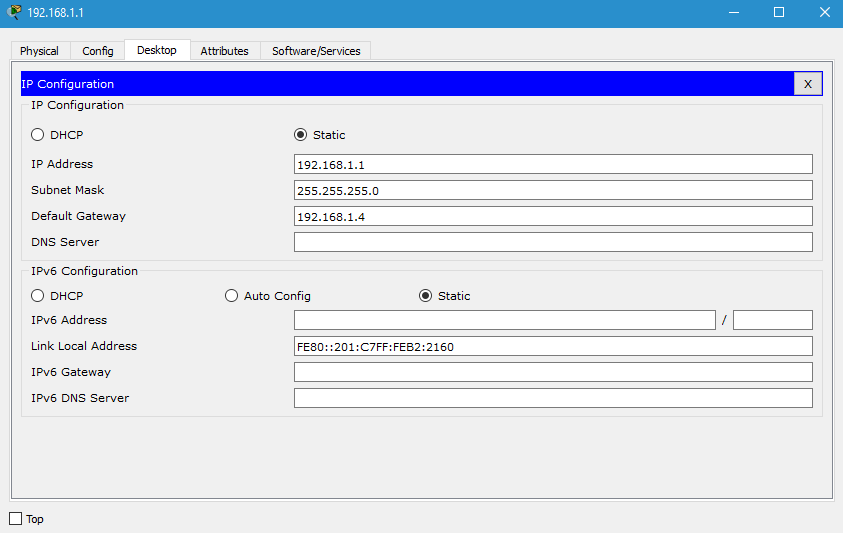 192.168.1.1
Physical Config Desktop Attributes Software/Services
IP Configuration X
IP Configuration
DHCP Static
IP Address 192.168.1.1
Subnet Mask 255.255.255.0
Default Gateway 192.168.1.4
DNS Server
IPv6 Configuration
DHCP Auto Config Static
IPv6 Address /
Link Local Address FE80::201:C7FF:FEB2:2160
IPv6 Gateway
IPv6 DNS Server
Top